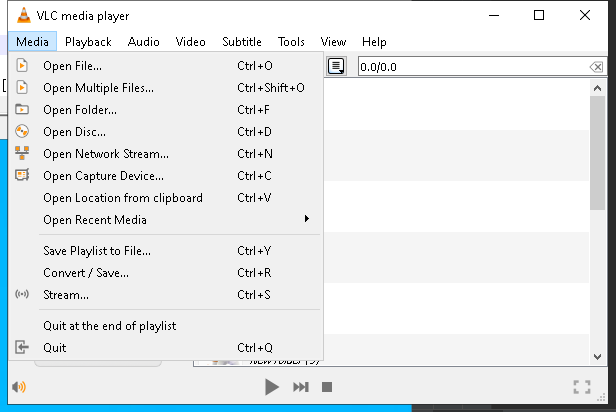 VLC media player
Media Playback Audio Video Subtitle Tools View Help
0.0/0.0
Open File... Ctrl+O
Open Multiple Files... Ctrl+Shift+O
Open Folder... Ctrl+F
Open Disc... Ctrl+D
Open Network Stream... Ctrl+N
Open Capture Device... Ctrl+C
Open Location from clipboard Ctrl+V
Open Recent Media
Save Playlist to File... Ctrl+Y
Convert / Save... Ctrl+R
Stream... Ctrl+S
Quit at the end of playlist
Quit Ctrl+Q